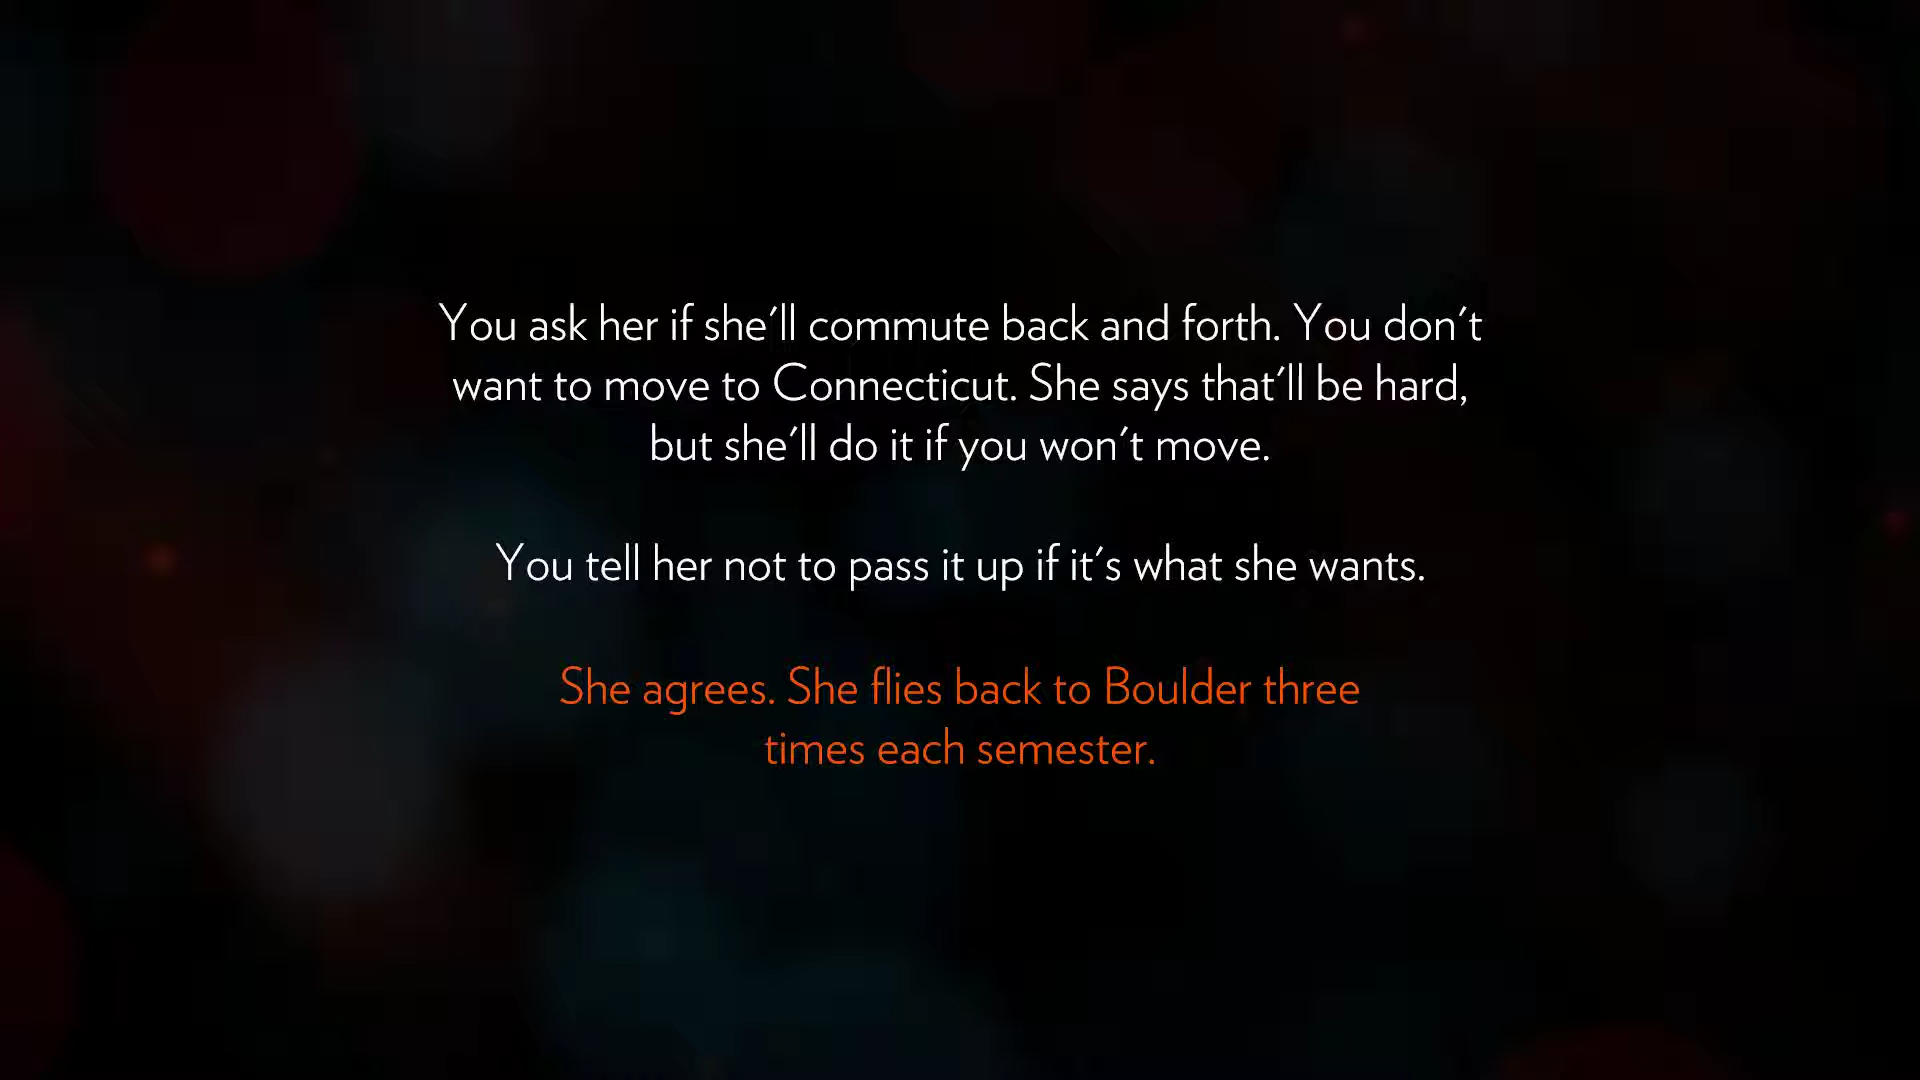 You ask her if she'll commute back and forth. You don't
want to move to Connecticut. She says that'll be hard,
but she'll do it if you won't move.
You tell her not to pass it up if it's what she wants.
She agrees. She flies back to Boulder three
times each semester.